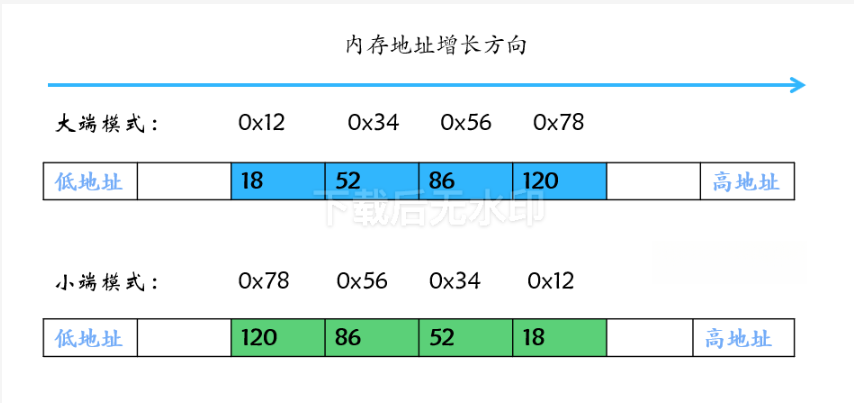 内存地址增长方向
大端模式： 0x12 0x34 0x56 0x78
低地址 18 52 86 120 高地址
下载后无水印
小端模式： 0x78 0x56 0x34 0x12
低地址 120 86 52 18 高地址